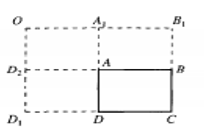 O A₁ B₁
D₂ A B
D₁ D C